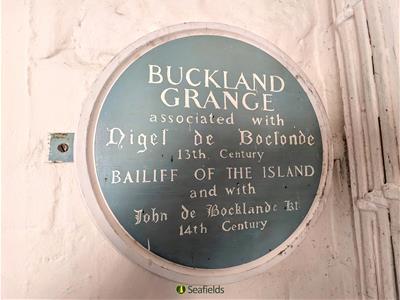 BUCKLAND
GRANGE
associated with
Nigel de Boclonde
13th. Century
BAILIFF OF THE ISLAND
and with
John de Bocklande Kt
14th Century
Seafields